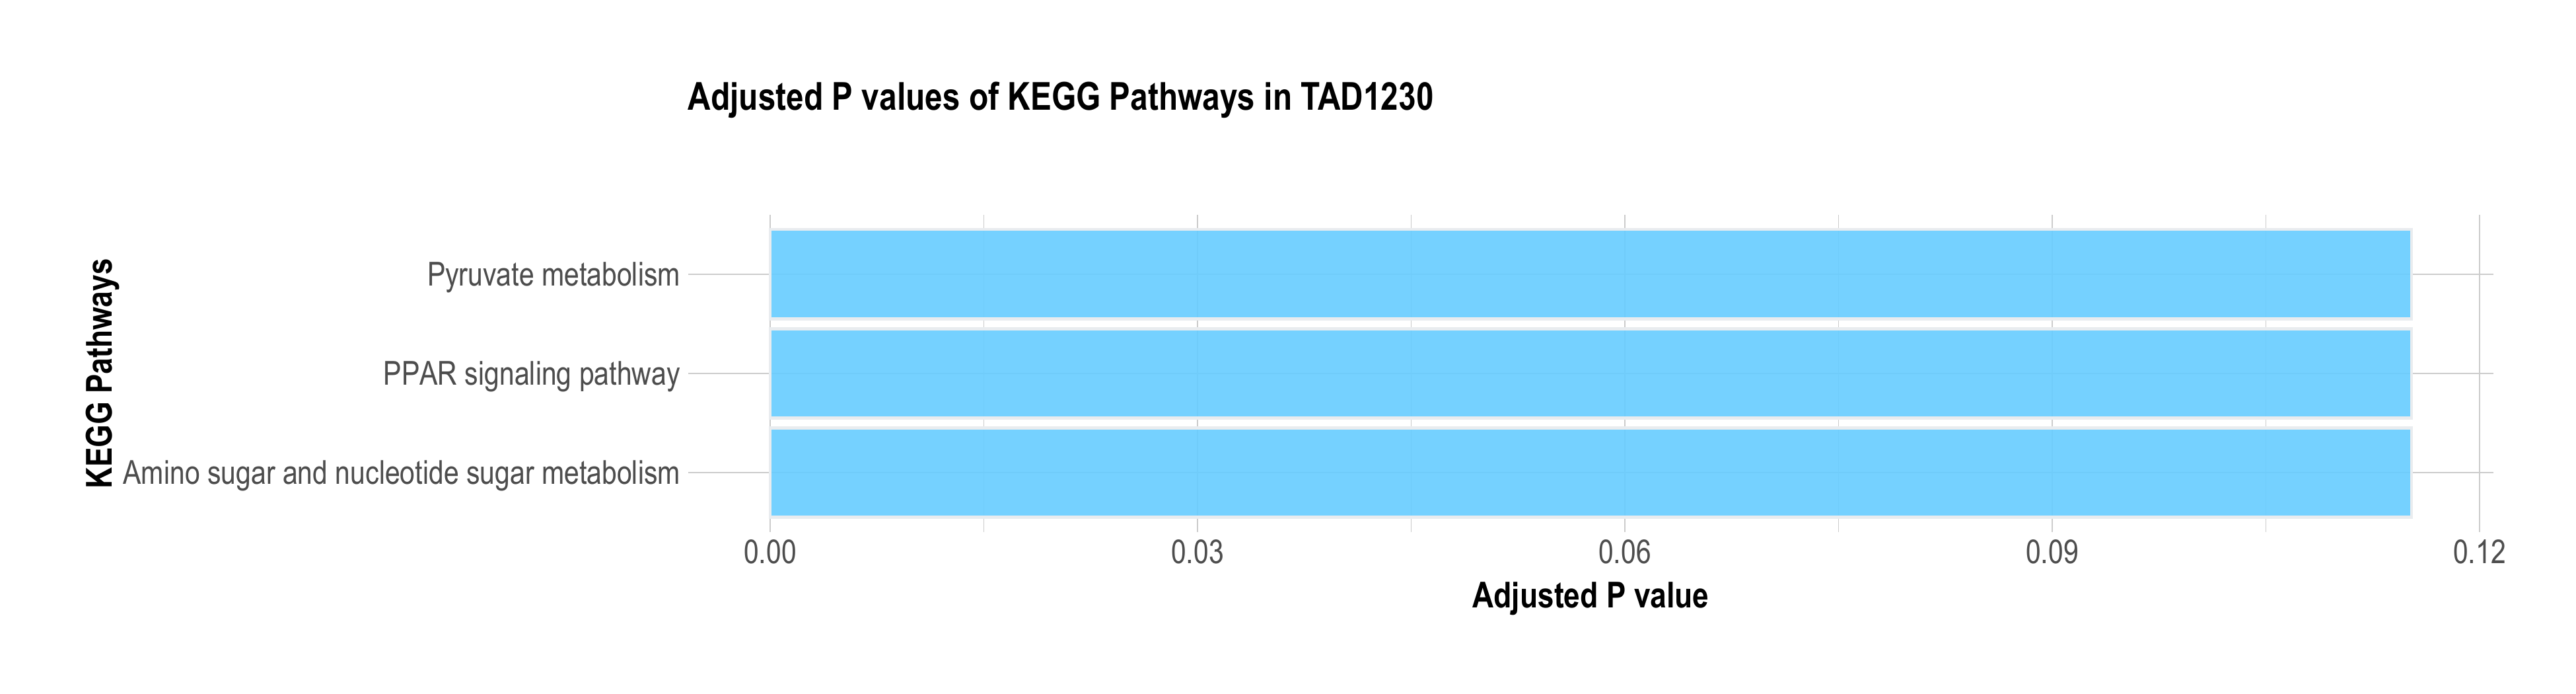 Adjusted P values of KEGG Pathways in TAD1230
KEGG Pathways
Pyruvate metabolism
PPAR signaling pathway
Amino sugar and nucleotide sugar metabolism
0.00 0.03 0.06 0.09 0.12
Adjusted P value